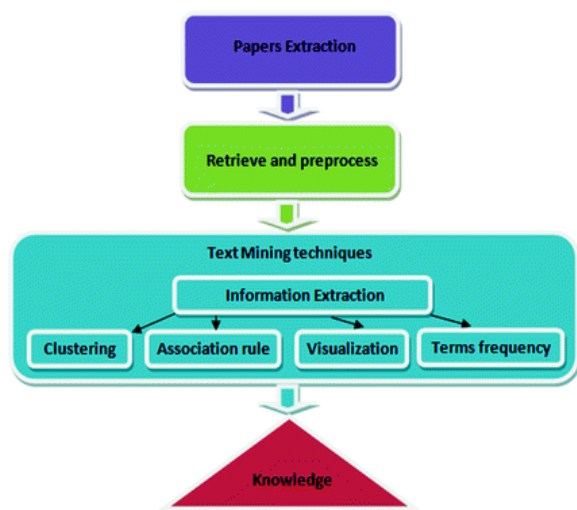 Papers Extraction
Retrieve and preprocess
Text Mining techniques
Information Extraction
Clustering
Association rule
Visualization
Terms frequency
Knowledge